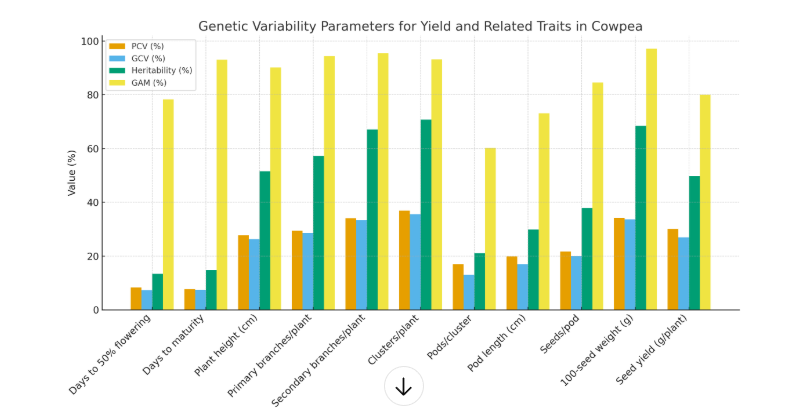 Genetic Variability Parameters for Yield and Related Traits in Cowpea
PCV (%)
GCV (%)
Heritability (%)
GAM (%)
Value (%)
100
80
60
40
20
0
Days to 50% flowering
Days to maturity
Plant height (cm)
Primary branches/plant
Secondary branches/plant
Clusters/plant
Pods/cluster
Pod length (cm)
Seeds/pod
100-seed weight (g)
Seed yield (g/plant)